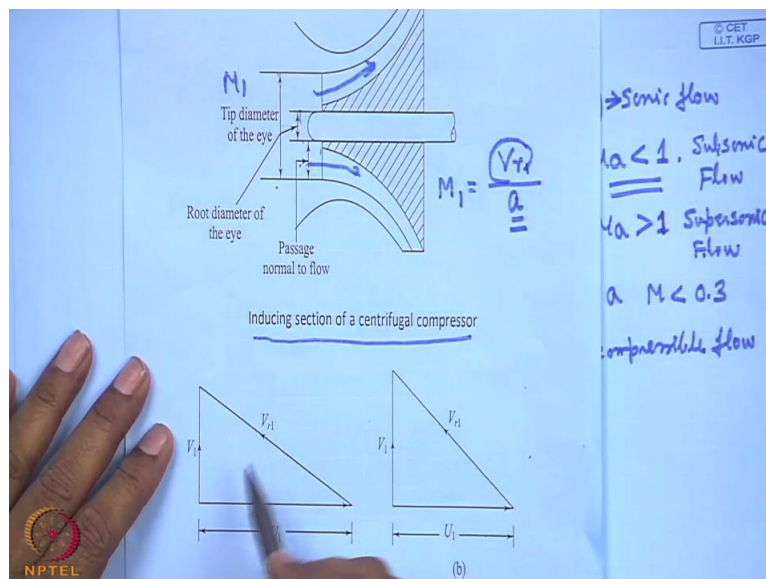 © CET
I.I.T. KGP
M1
Tip diameter
of the eye
Root diameter of
the eye
Passage
normal to flow
M1 = Vr1
a
→ Sonic flow
Ma < 1. Subsonic
Flow
Ma > 1 Supersonic
Flow
a M < 0.3
compressible flow
Inducing section of a centrifugal compressor
V1
Vr1
V1
Vr1
U1
(b)
NPTEL